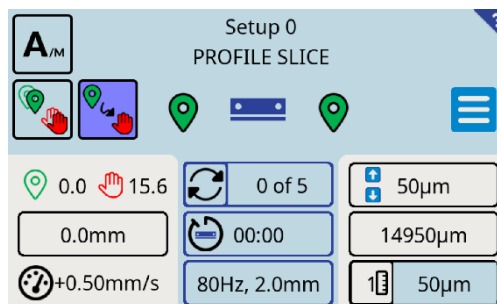 Setup 0
A/M
PROFILE SLICE
0.0 15.6
0 of 5
50µm
0.0mm
00:00
14950µm
+0.50mm/s
80Hz, 2.0mm
1 50µm